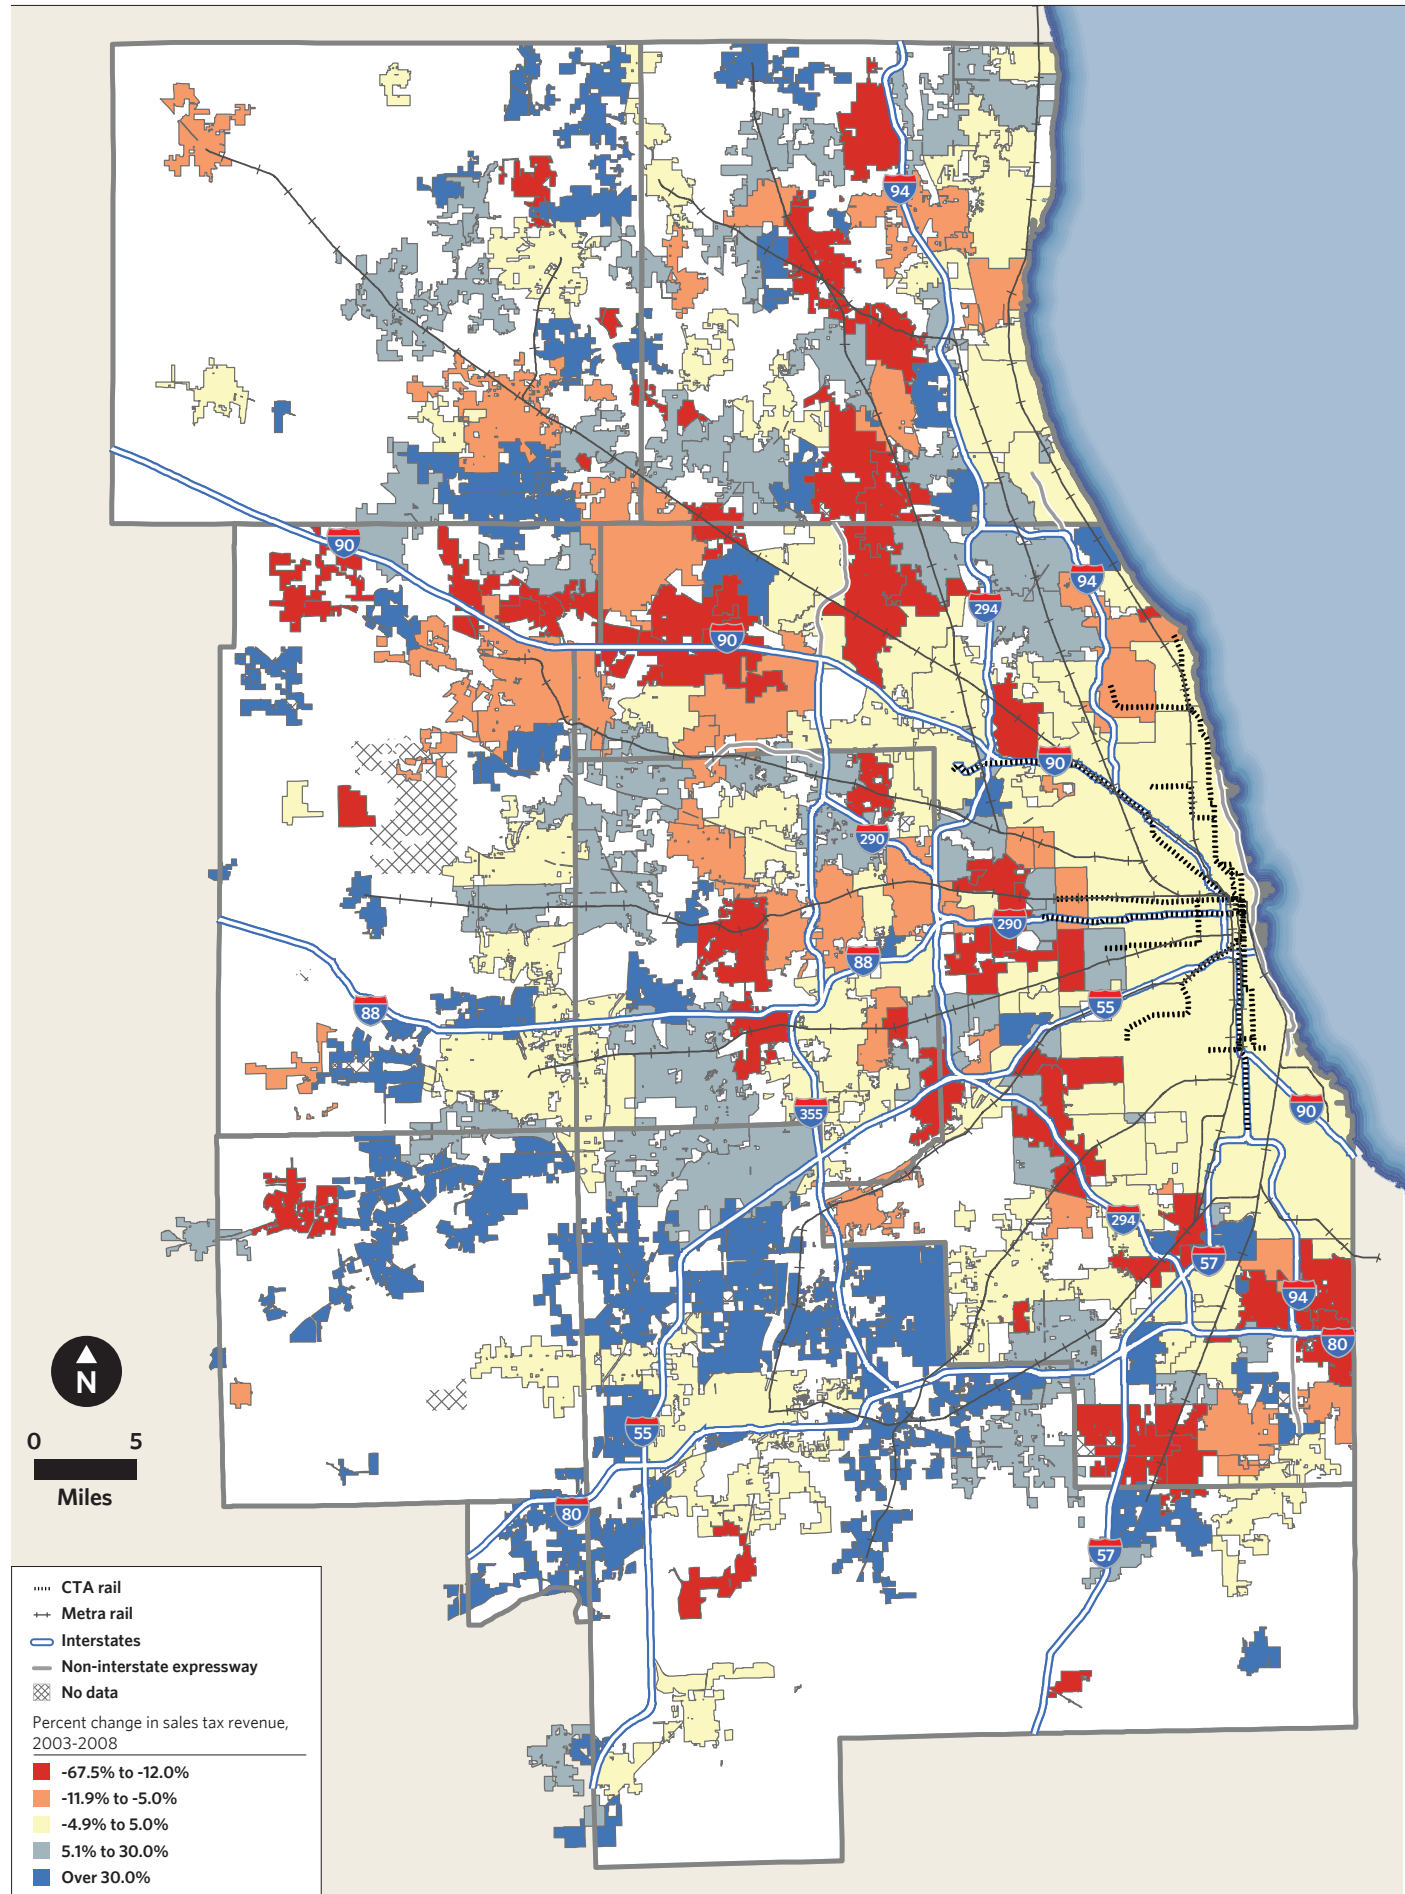 94
90
94
294
90
90
290
290
88
88
55
355
90
294
57
94
80
55
80
57
N
0 5
Miles
CTA rail
Metra rail
Interstates
Non-interstate expressway
No data
Percent change in sales tax revenue,
2003-2008
-67.5% to -12.0%
-11.9% to -5.0%
-4.9% to 5.0%
5.1% to 30.0%
Over 30.0%